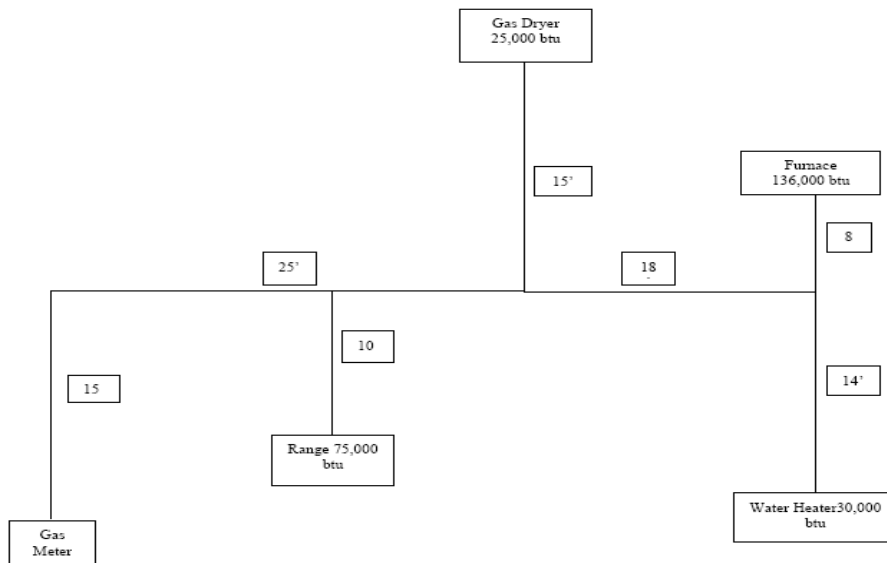 Gas Dryer
25,000 btu
Furnace
136,000 btu
15’
8
25’
18
10
14’
15
Range 75,000
btu
Water Heater30,000
btu
Gas
Meter